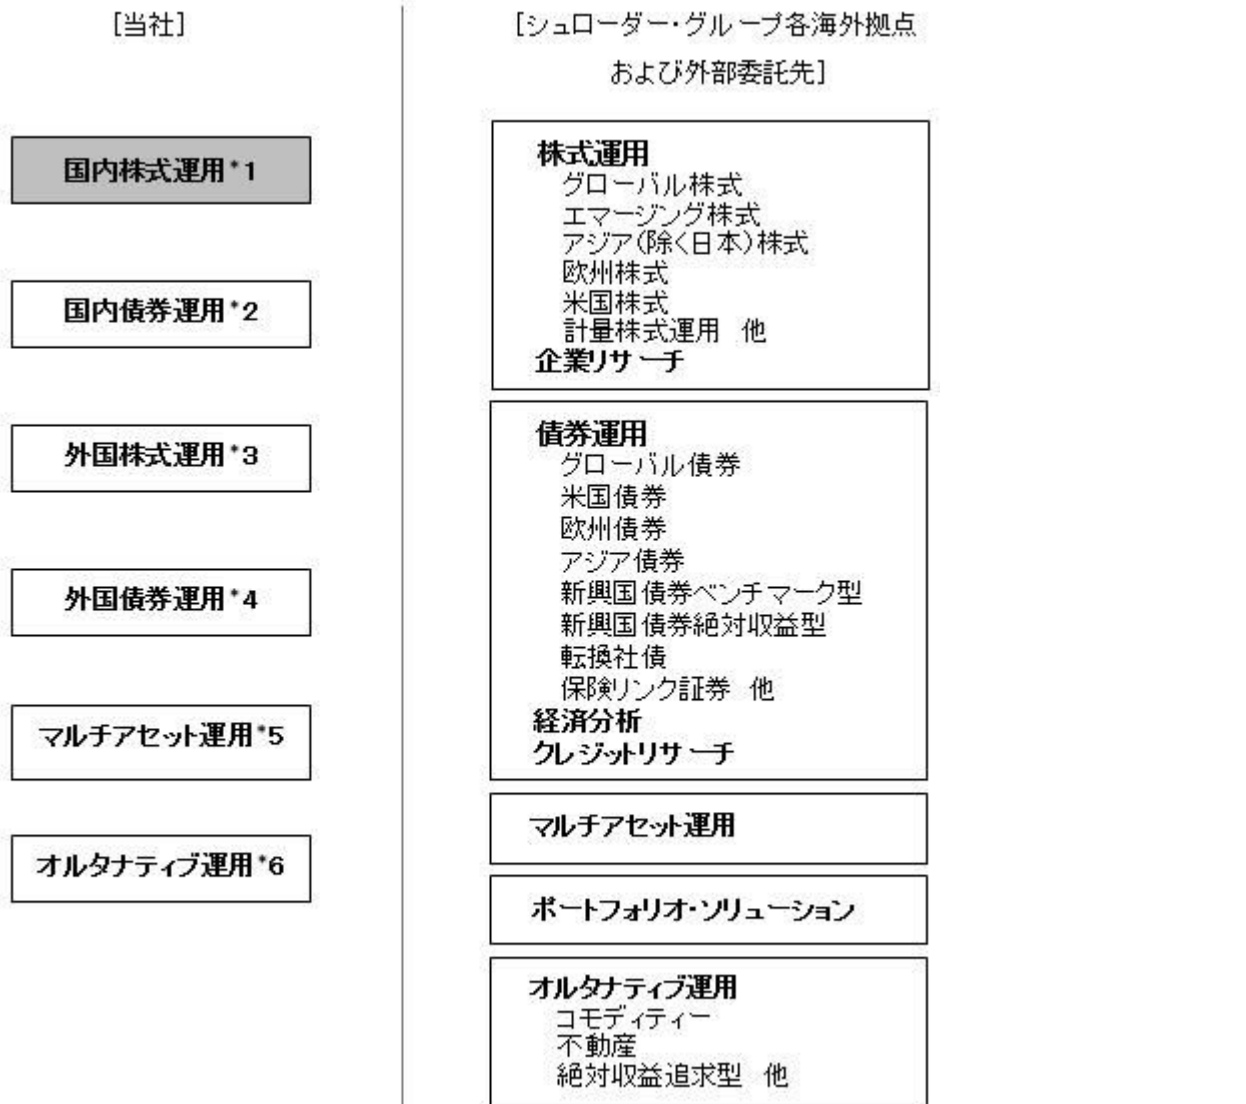 [当社]
国内株式運用*1
国内債券運用*2
外国株式運用*3
外国債券運用*4
マルチアセット運用*5
オルタナティブ運用*6
[シュローダー・グループ各海外拠点
および外部委託先]
株式運用
グローバル株式
エマージング株式
アジア(除く日本)株式
欧州株式
米国株式
計量株式運用 他
企業リサーチ
債券運用
グローバル債券
米国債券
欧州債券
アジア債券
新興国債券ベンチマーク型
新興国債券絶対収益型
転換社債
保険リンク証券 他
経済分析
クレジットリサーチ
マルチアセット運用
ポートフォリオ・ソリューション
オルタナティブ運用
コモディティー
不動産
絶対収益追求型 他